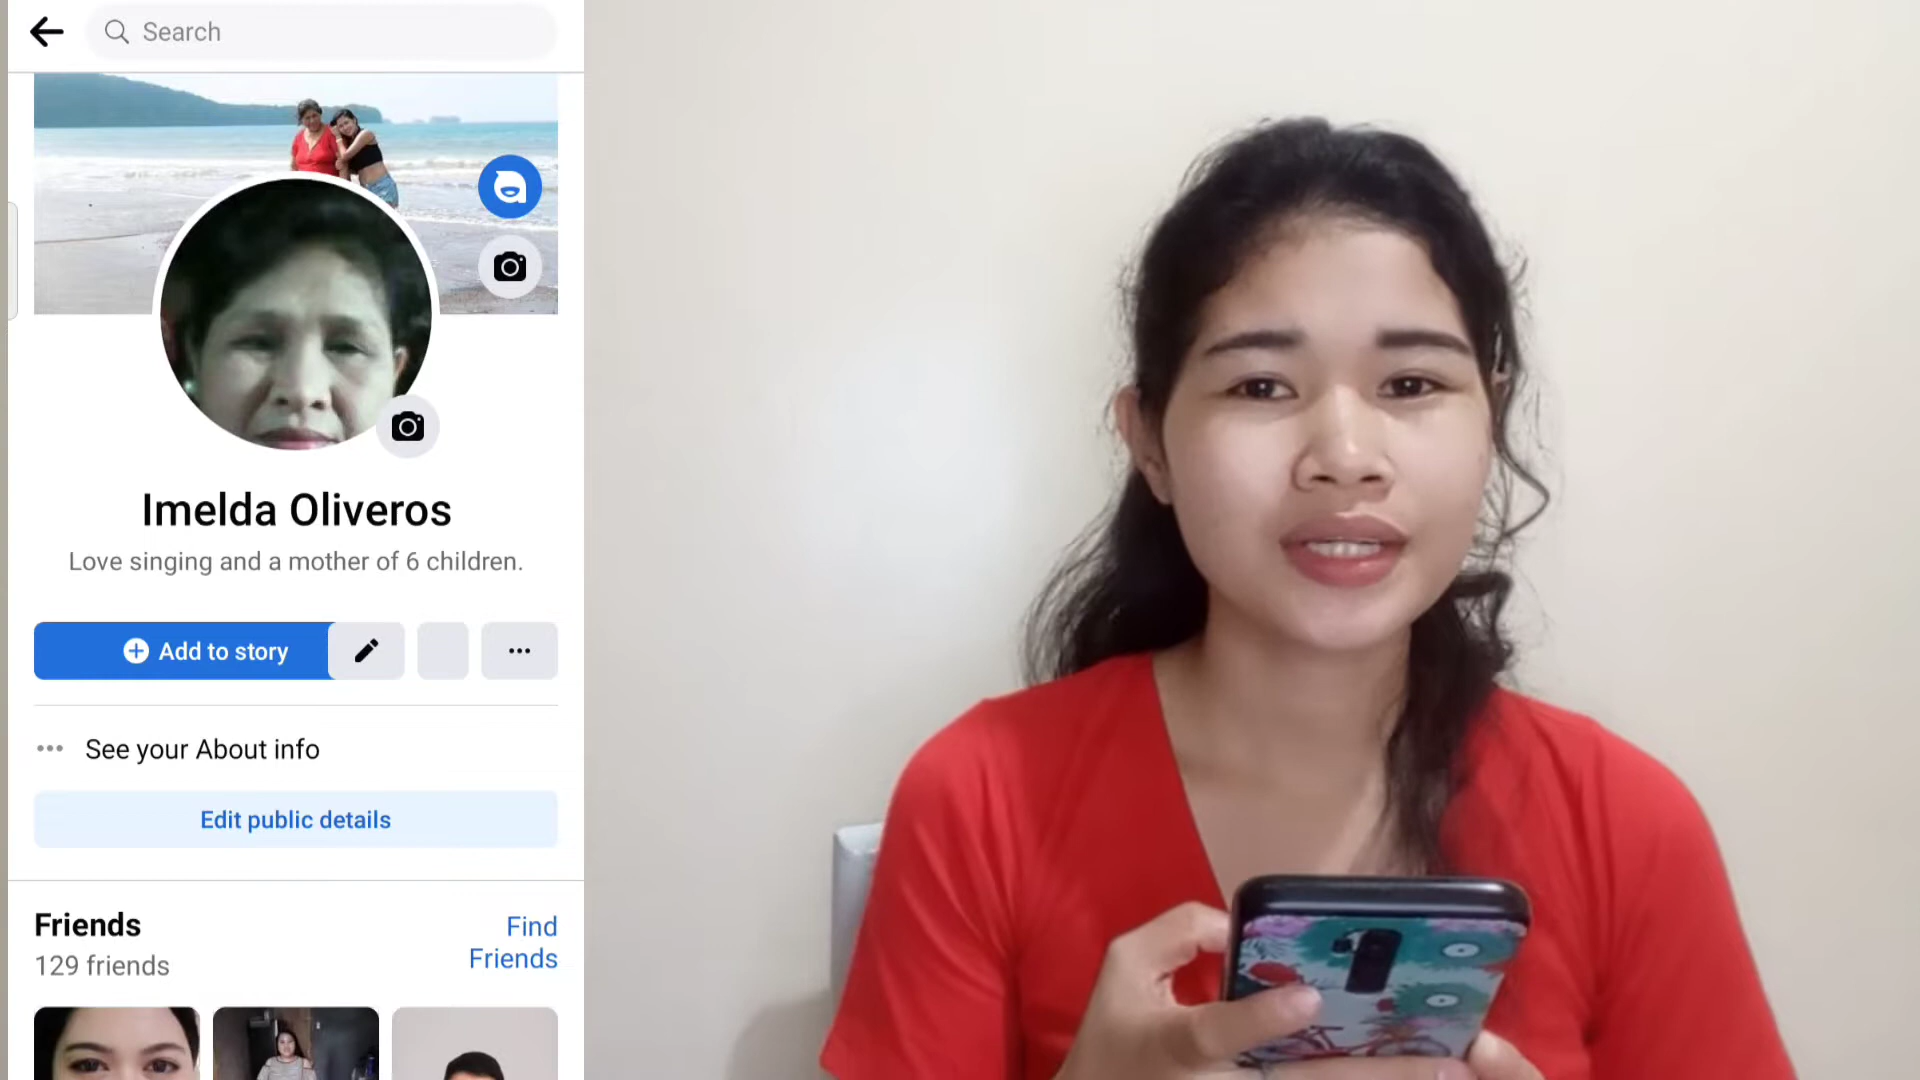 Search
Imelda Oliveros
Love singing and a mother of 6 children.
Add to story
See your About info
Edit public details
Friends
129 friends
Find
Friends